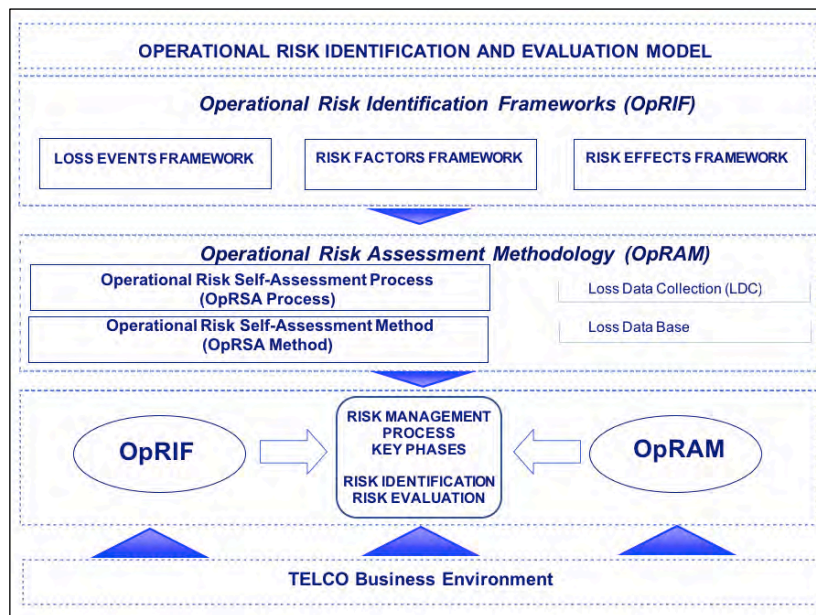 OPERATIONAL RISK IDENTIFICATION AND EVALUATION MODEL
Operational Risk Identification Frameworks (OpRIF)
LOSS EVENTS FRAMEWORK
RISK FACTORS FRAMEWORK
RISK EFFECTS FRAMEWORK
Operational Risk Assessment Methodology (OpRAM)
Operational Risk Self-Assessment Process
(OpRSA Process)
Operational Risk Self-Assessment Method
(OpRSA Method)
Loss Data Collection (LDC)
Loss Data Base
OpRIF
RISK MANAGEMENT
PROCESS
KEY PHASES
RISK IDENTIFICATION
RISK EVALUATION
OpRAM
TELCO Business Environment